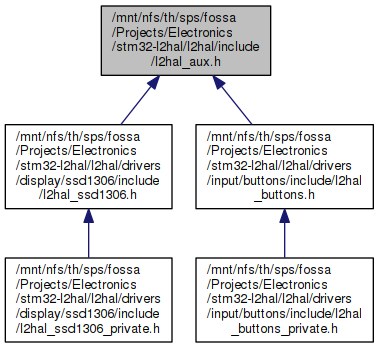 /mnt/nfs/th/sps/fossa
/Projects/Electronics
/stm32-l2hal/l2hal/include
/l2hal_aux.h
/mnt/nfs/th/sps/fossa
/Projects/Electronics
/stm32-l2hal/l2hal/drivers
/display/ssd1306/include
/l2hal_ssd1306.h
/mnt/nfs/th/sps/fossa
/Projects/Electronics
/stm32-l2hal/l2hal/drivers
/input/buttons/include/l2hal
_buttons.h
/mnt/nfs/th/sps/fossa
/Projects/Electronics
/stm32-l2hal/l2hal/drivers
/display/ssd1306/include
/l2hal_ssd1306_private.h
/mnt/nfs/th/sps/fossa
/Projects/Electronics
/stm32-l2hal/l2hal/drivers
/input/buttons/include/l2hal
_buttons_private.h